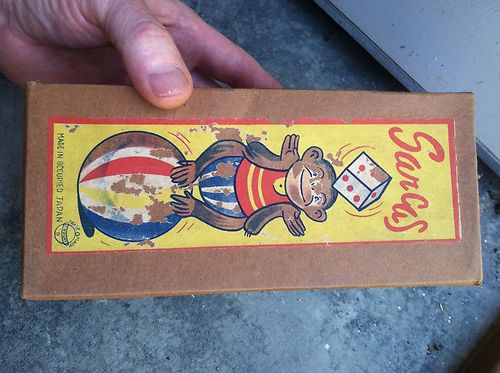 Sarcus
MADE IN OCCUPIED JAPAN